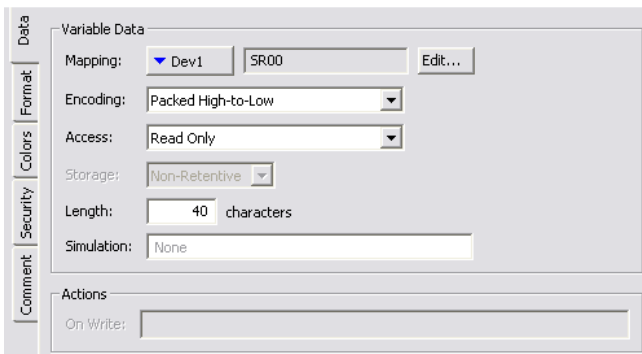 Data
Format
Colors
Security
Comment
Variable Data
Mapping: Dev1 SR00 Edit...
Encoding: Packed High-to-Low
Access: Read Only
Storage: Non-Retentive
Length: 40 characters
Simulation: None
Actions
On Write: